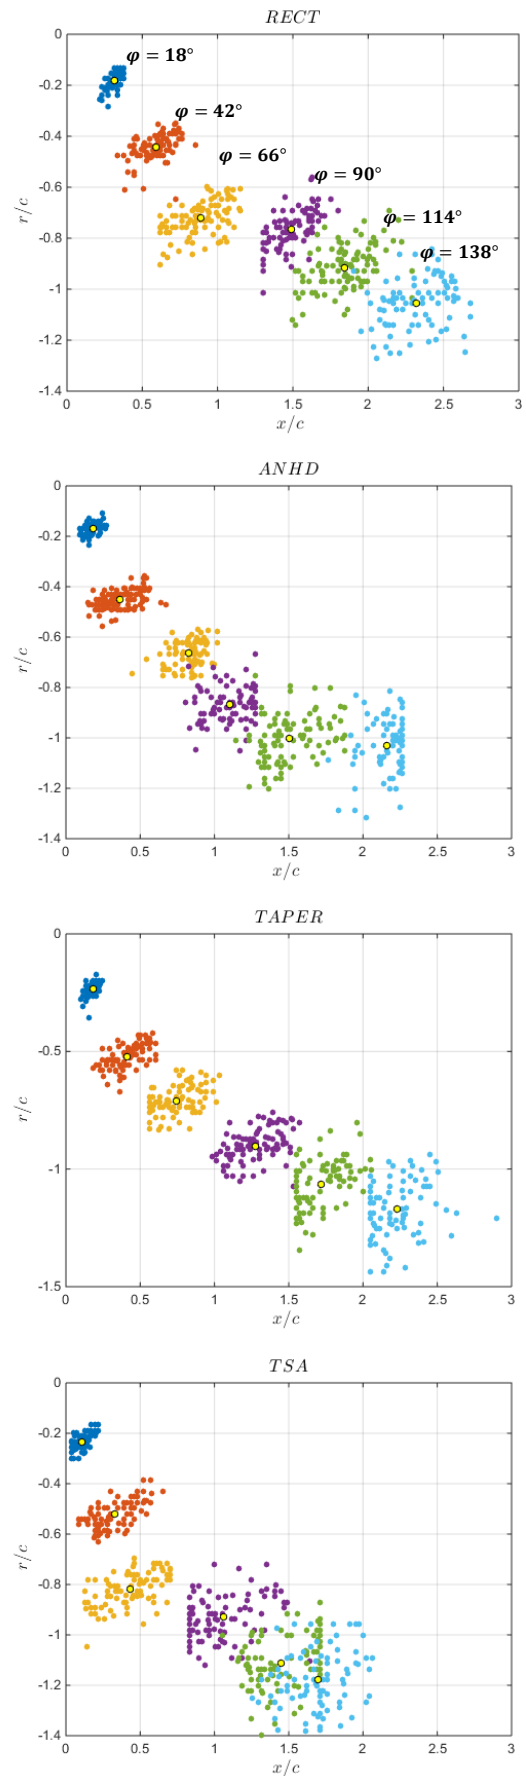 RECT
0
φ = 18°
-0.2
-0.4
φ = 42°
φ = 66°
-0.6
φ = 90°
r/c
-0.8
φ = 114°
φ = 138°
-1
-1.2
-1.4
0 0.5 1 1.5 2 2.5 3
x/c
ANHD
0
-0.2
-0.4
-0.6
r/c
-0.8
-1
-1.2
-1.4
0 0.5 1 1.5 2 2.5 3
x/c
TAPER
0
-0.5
r/c
-1
-1.5
0 0.5 1 1.5 2 2.5 3
x/c
TSA
0
-0.2
-0.4
-0.6
r/c
-0.8
-1
-1.2
-1.4
0 0.5 1 1.5 2 2.5 3
x/c